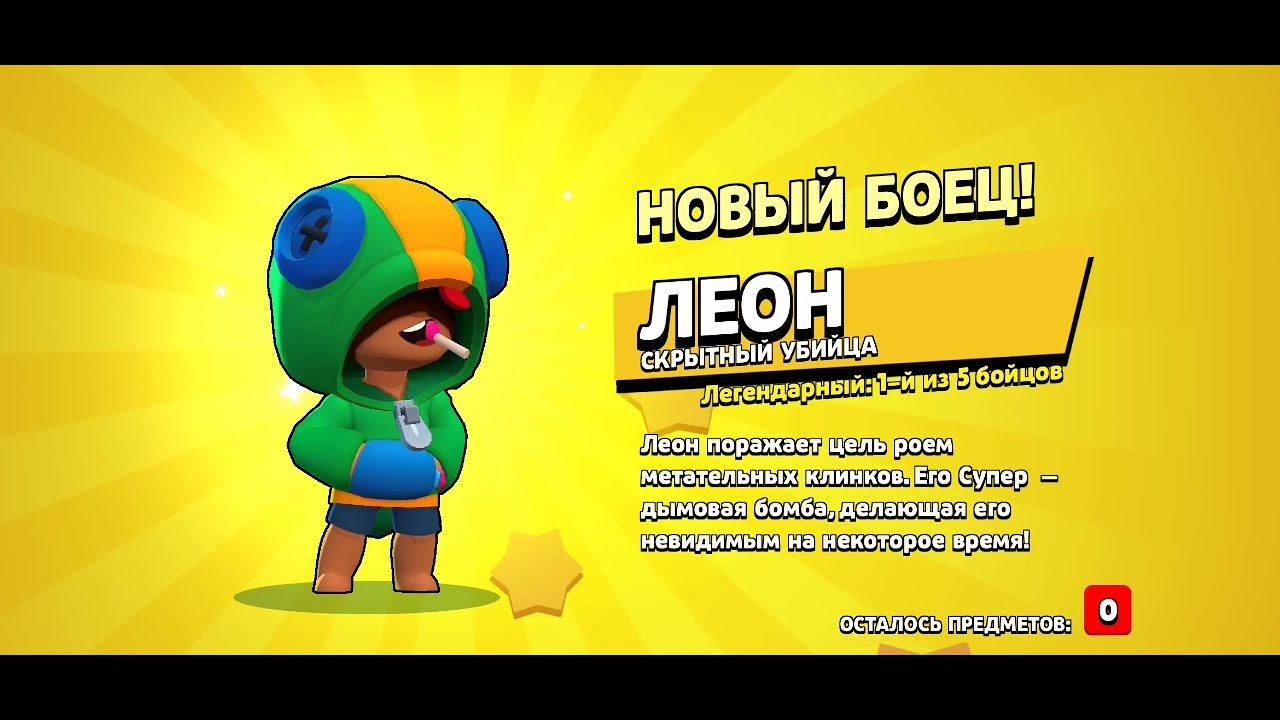 НОВЫЙ БОЕЦ!
ЛЕОН
СКРЫТНЫЙ УБИЙЦА
Легендарный: 1-й из 5 бойцов
Леон поражает цель роем
метательных клинков. Его Супер –
дымовая бомба, делающая его
невидимым на некоторое время!
ОСТАЛОСЬ ПРЕДМЕТОВ: 0